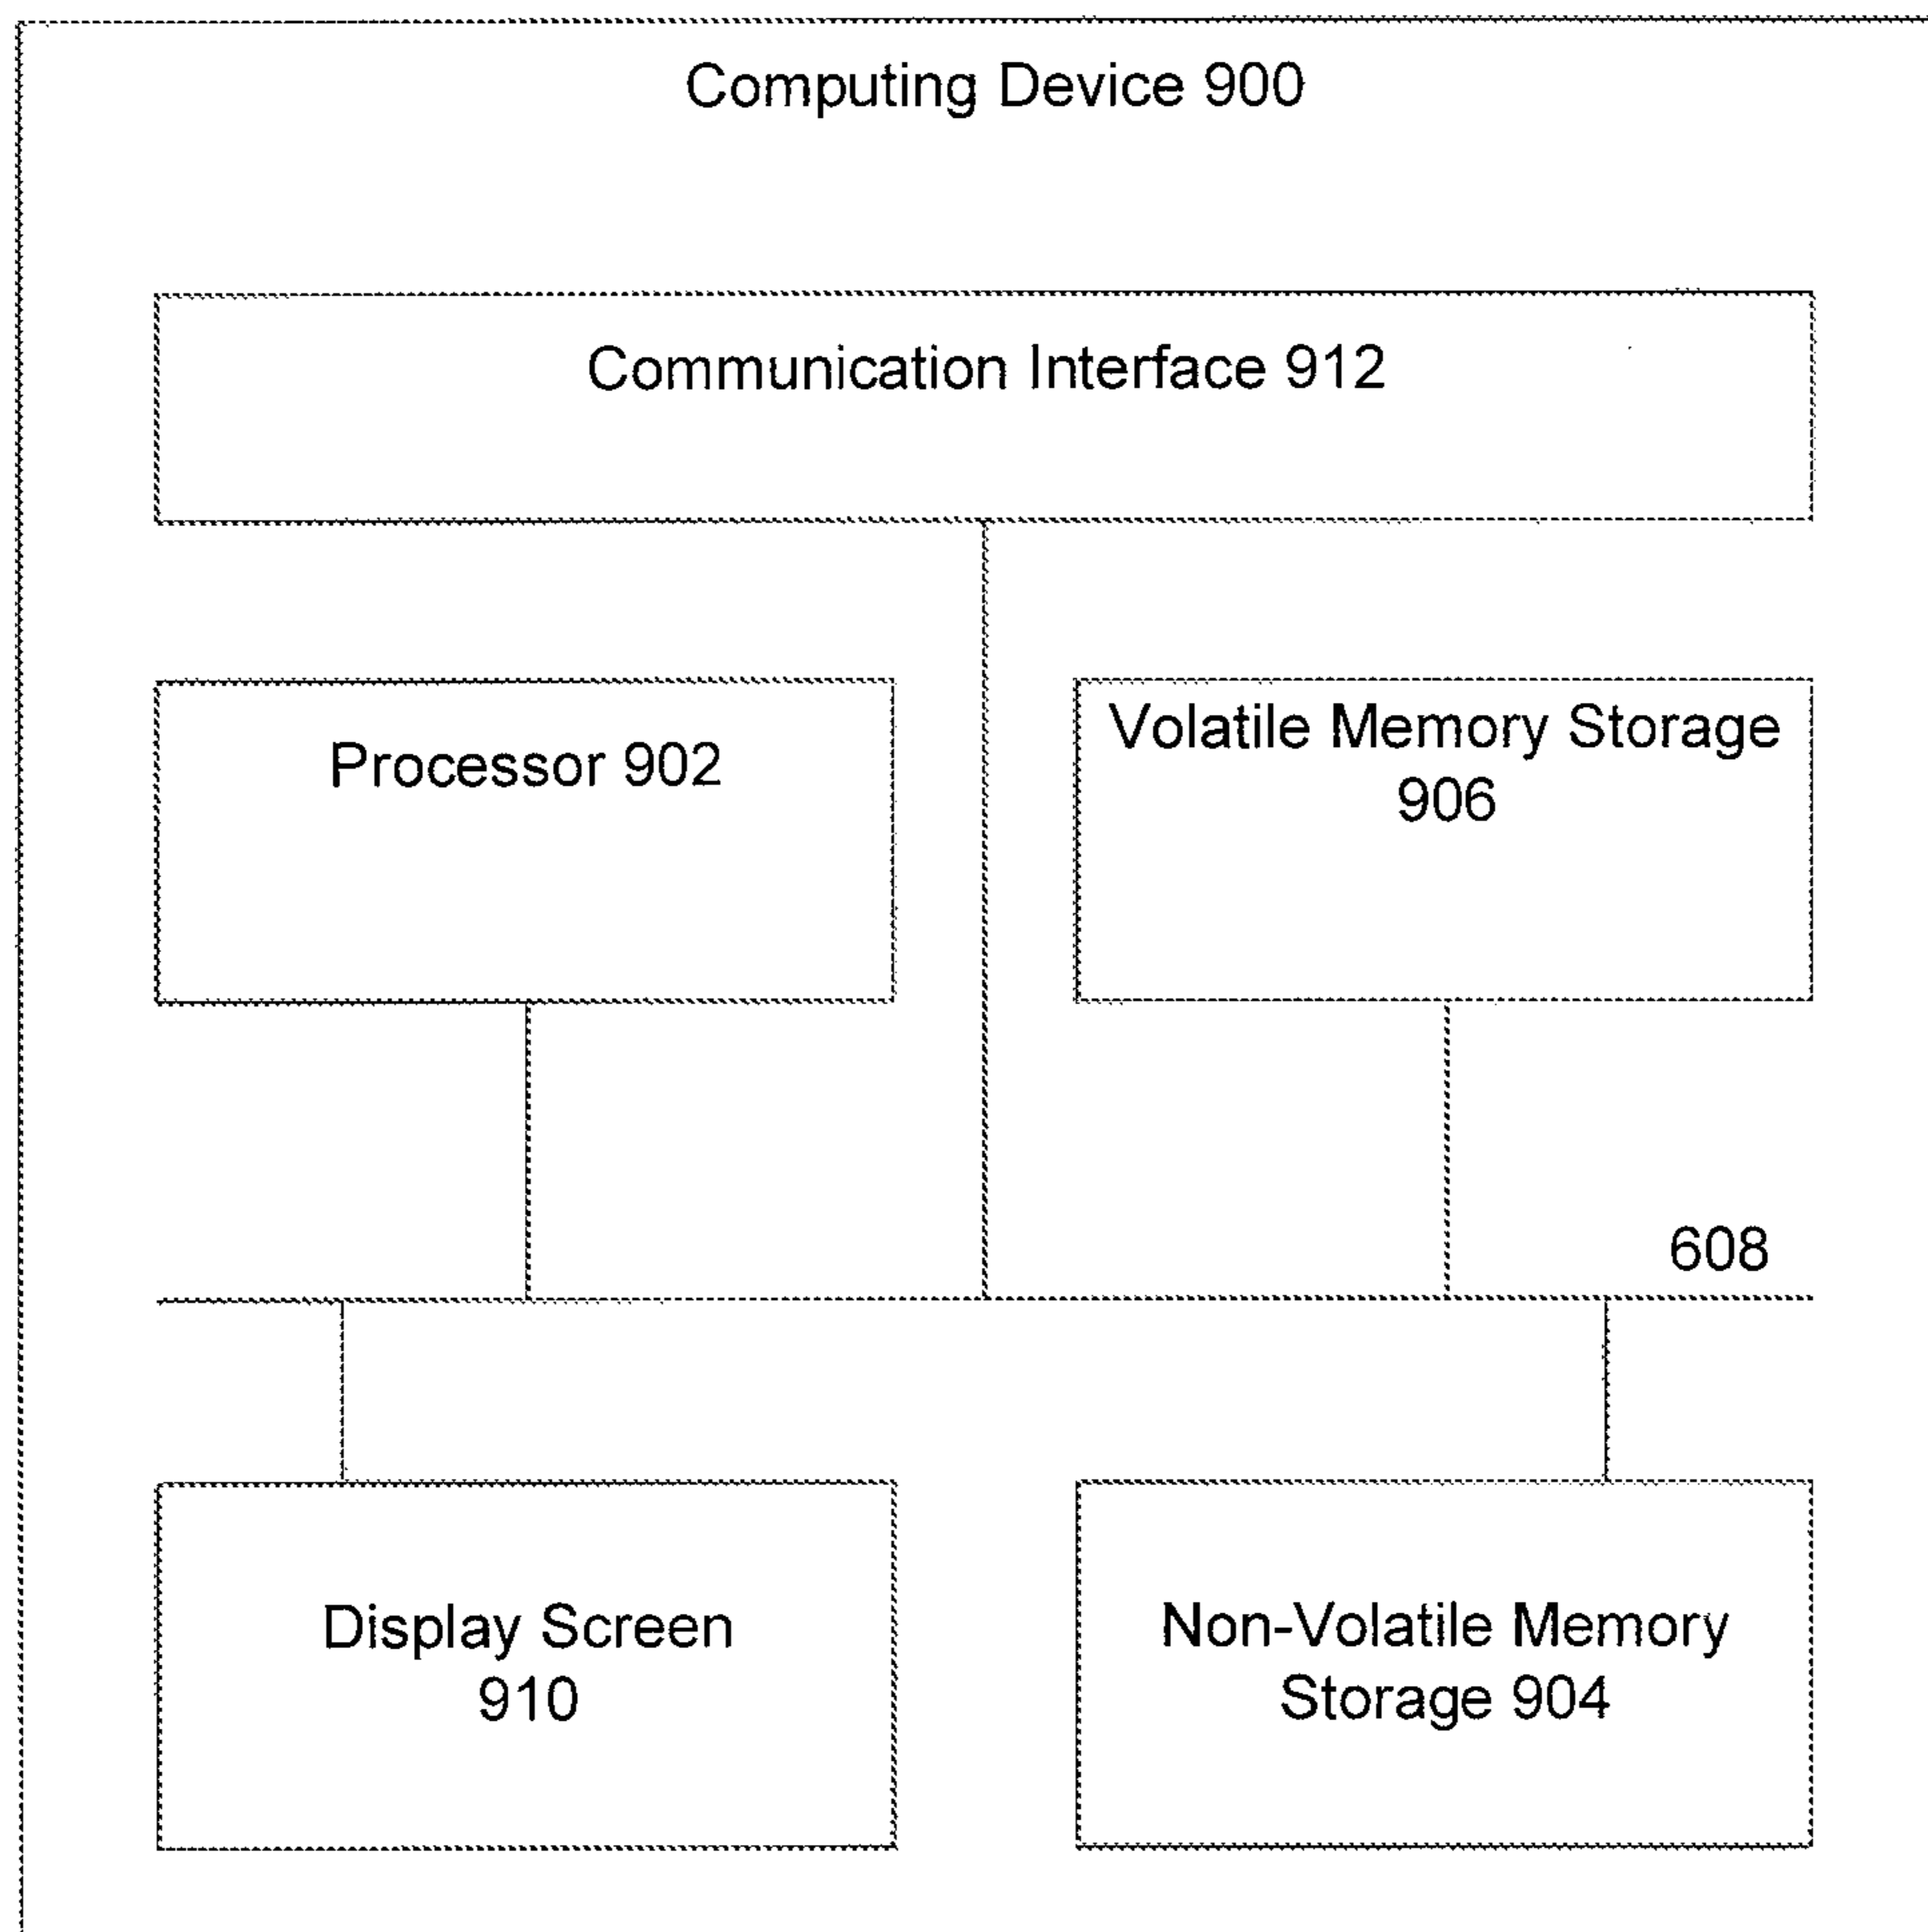 Computing Device 900
Communication Interface 912
Processor 902
Volatile Memory Storage
906
608
Display Screen
910
Non-Volatile Memory
Storage 904